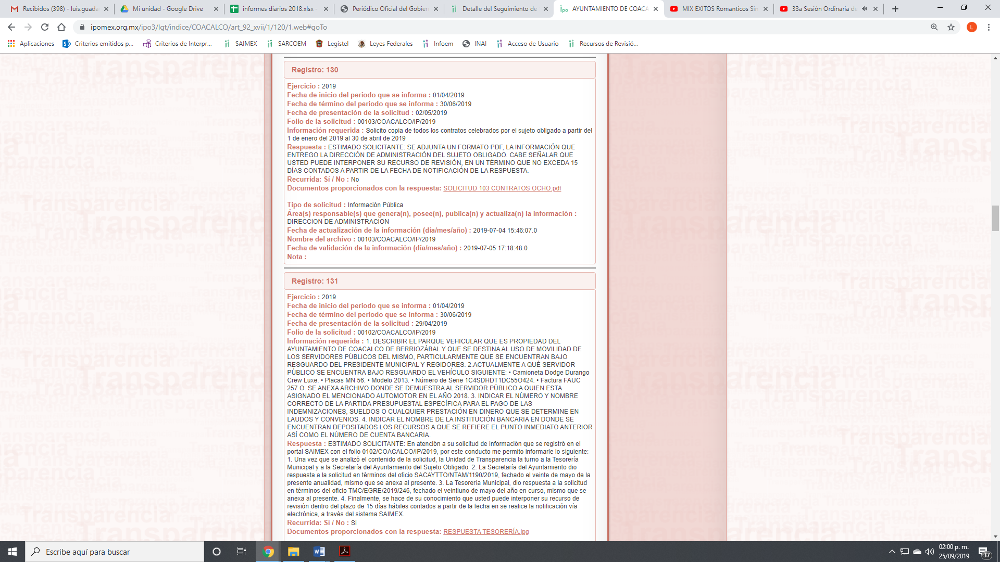 Recibidos (398) - luis.guada
Mi unidad - Google Drive
informes diarios 2018.xlsx -
Periódico Oficial del Gobier
Detalle del Seguimiento de
AYUNTAMIENTO DE COACA
MIX EXITOS Romanticos Sin
33a Sesión Ordinaria de
ipomex.org.mx/ipo3/lgt/indice/COACALCO/art_92_xvii/1/120/1.web#goTo
L
Aplicaciones
Criterios emitidos p...
Criterios de Interpr...
SAIMEX
SARCOEM
Legistel
Leyes Federales
Infoem
INAI
Acceso de Usuario
Recursos de Revisió...
Registro: 130
Ejercicio : 2019
Fecha de inicio del periodo que se informa : 01/04/2019
Fecha de término del periodo que se informa : 30/06/2019
Fecha de presentación de la solicitud : 02/05/2019
Folio de la solicitud : 00103/COACALCO/IP/2019
Información requerida : Solicito copia de todos los contratos celebrados por el sujeto obligado a partir del
1 de enero del 2019 al 30 de abril de 2019
Respuesta : ESTIMADO SOLICITANTE: SE ADJUNTA UN FORMATO PDF, LA INFORMACIÓN QUE
ENTREGO LA DIRECCIÓN DE ADMINISTRACIÓN DEL SUJETO OBLIGADO. CABE SEÑALAR QUE
USTED PUEDE INTERPONER SU RECURSO DE REVISIÓN, EN UN TÉRMINO QUE NO EXCEDA 15
DÍAS CONTADOS A PARTIR DE LA FECHA DE NOTIFICACIÓN DE LA RESPUESTA.
Recurrida: Sí / No : No
Documentos proporcionados con la respuesta: SOLICITUD 103 CONTRATOS OCHO.pdf
Tipo de solicitud : Información Pública
Área(s) responsable(s) que genera(n), posee(n), publica(n) y actualiza(n) la información :
DIRECCION DE ADMINISTRACION
Fecha de actualización de la información (día/mes/año) : 2019-07-04 15:46:07.0
Nombre del archivo : 00103/COACALCO/IP/2019
Fecha de validación de la información (día/mes/año) : 2019-07-05 17:18:48.0
Nota :
Registro: 131
Ejercicio : 2019
Fecha de inicio del periodo que se informa : 01/04/2019
Fecha de término del periodo que se informa : 30/06/2019
Fecha de presentación de la solicitud : 29/04/2019
Folio de la solicitud : 00102/COACALCO/IP/2019
Información requerida : 1. DESCRIBIR EL PARQUE VEHICULAR QUE ES PROPIEDAD DEL
AYUNTAMIENTO DE COACALCO DE BERRIOZÁBAL Y QUE SE DESTINA AL USO DE MOVILIDAD DE
LOS SERVIDORES PÚBLICOS DEL MISMO, PARTICULARMENTE QUE SE ENCUENTRAN BAJO
RESGUARDO DEL PRESIDENTE MUNICIPAL Y REGIDORES. 2.ACTUALMENTE A QUÉ SERVIDOR
PÚBLICO SE ENCUENTRA BAJO RESGUARDO EL VEHÍCULO SIGUIENTE: • Camioneta Dodge Durango
Crew Luxe. • Placas MN 56. • Modelo 2013. • Número de Serie 1C4SDHDT1DC55O424. • Factura FAUC
257 O. SE ANEXA ARCHIVO DONDE SE DEMUESTRA AL SERVIDOR PÚBLICO A QUIEN ESTA
ASIGNADO EL MENCIONADO AUTOMOTOR EN EL AÑO 2018. 3. INDICAR EL NÚMERO Y NOMBRE
CORRECTO DE LA PARTIDA PRESUPUESTAL ESPECÍFICA PARA EL PAGO DE LAS
INDEMNIZACIONES, SUELDOS O CUALQUIER PRESTACIÓN EN DINERO QUE SE DETERMINE EN
LAUDOS Y CONVENIOS. 4. INDICAR EL NOMBRE DE LA INSTITUCIÓN BANCARIA EN DONDE SE
ENCUENTRAN DEPOSITADOS LOS RECURSOS A QUE SE REFIERE EL PUNTO INMEDIATO ANTERIOR
ASÍ COMO EL NÚMERO DE CUENTA BANCARIA.
Respuesta : ESTIMADO SOLICITANTE: En atención a su solicitud de información que se registró en el
portal SAIMEX con el folio 0102/COACALCO/IP/2019, por este conducto me permito informarle lo siguiente:
1. Una vez que se analizó el contenido de la solicitud, la Unidad de Transparencia la turno a la Tesorería
Municipal y a la Secretaría del Ayuntamiento del Sujeto Obligado. 2. La Secretaría del Ayuntamiento dio
respuesta a la solicitud en términos del oficio SACAYTTO/NTAM/1190/2019, fechado el veinte de mayo de la
presente anualidad, mismo que se anexa al presente. 3. La Tesorería Municipal, dio respuesta a la solicitud
en términos del oficio TMC/EGRE/2019/246, fechado el veintiuno de mayo del año en curso, mismo que se
anexa al presente. 4. Finalmente, se hace de su conocimiento que usted puede interponer su recurso de
revisión dentro del plazo de 15 días hábiles contados a partir de la fecha en se realice la notificación vía
electrónica, a través del sistema SAIMEX.
Recurrida: Sí / No : Si
Documentos proporcionados con la respuesta: RESPUESTA TESORERÍA.jpg
Escribe aquí para buscar
02:00 p. m.
25/09/2019
37